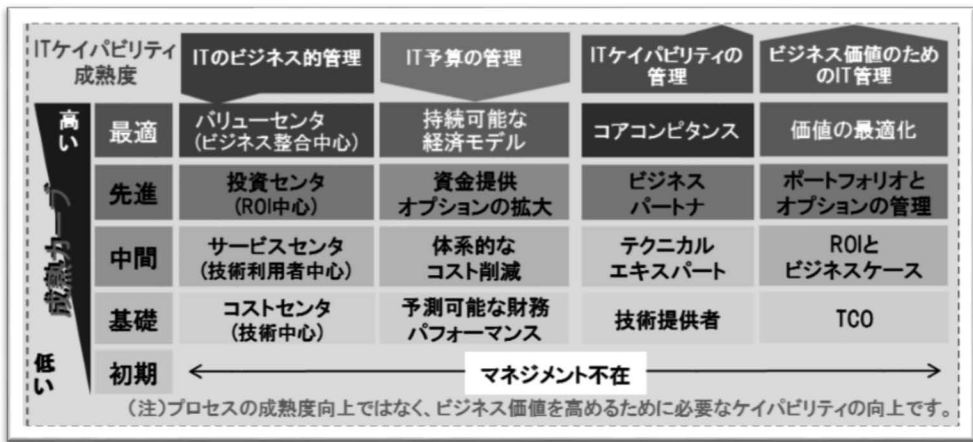 ITケイパビリティ
成熟度
ITのビジネス的管理
IT予算の管理
ITケイパビリティの
管理
ビジネス価値のため
のIT管理
高い
成熟カーブ
低い
最適
バリューセンタ
(ビジネス整合中心)
持続可能な
経済モデル
コアコンピタンス
価値の最適化
先進
投資センタ
(ROI中心)
資金提供
オプションの拡大
ビジネス
パートナ
ポートフォリオと
オプションの管理
中間
サービスセンタ
(技術利用者中心)
体系的な
コスト削減
テクニカル
エキスパート
ROIと
ビジネスケース
基礎
コストセンタ
(技術中心)
予測可能な財務
パフォーマンス
技術提供者
TCO
初期
マネジメント不在
(注)プロセスの成熟度向上ではなく、ビジネス価値を高めるために必要なケイパビリティの向上です。